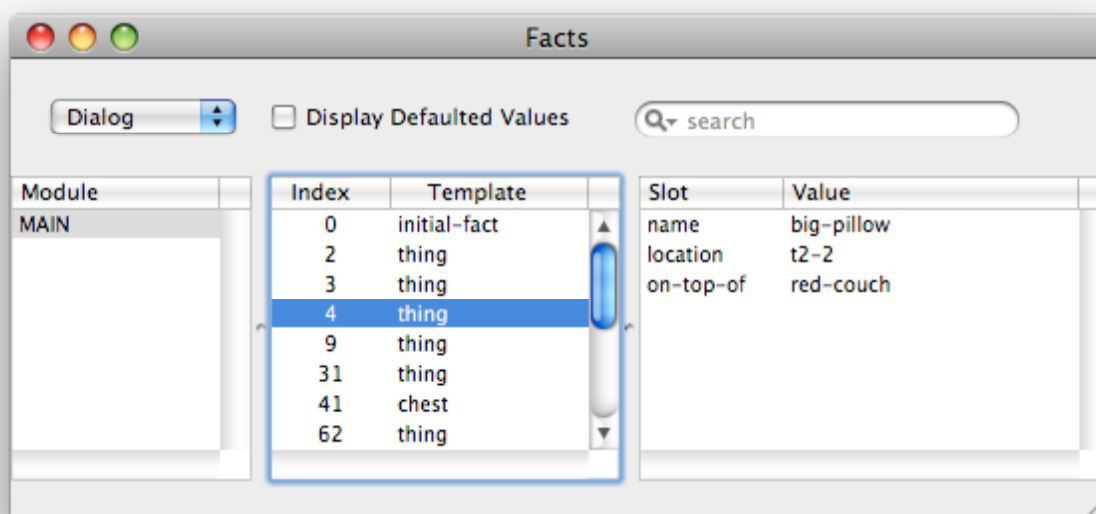 Facts
Dialog Display Defaulted Values search
Module Index Template Slot Value
MAIN 0 initial-fact name big-pillow
2 thing location t2-2
3 thing on-top-of red-couch
4 thing
9 thing
31 thing
41 chest
62 thing